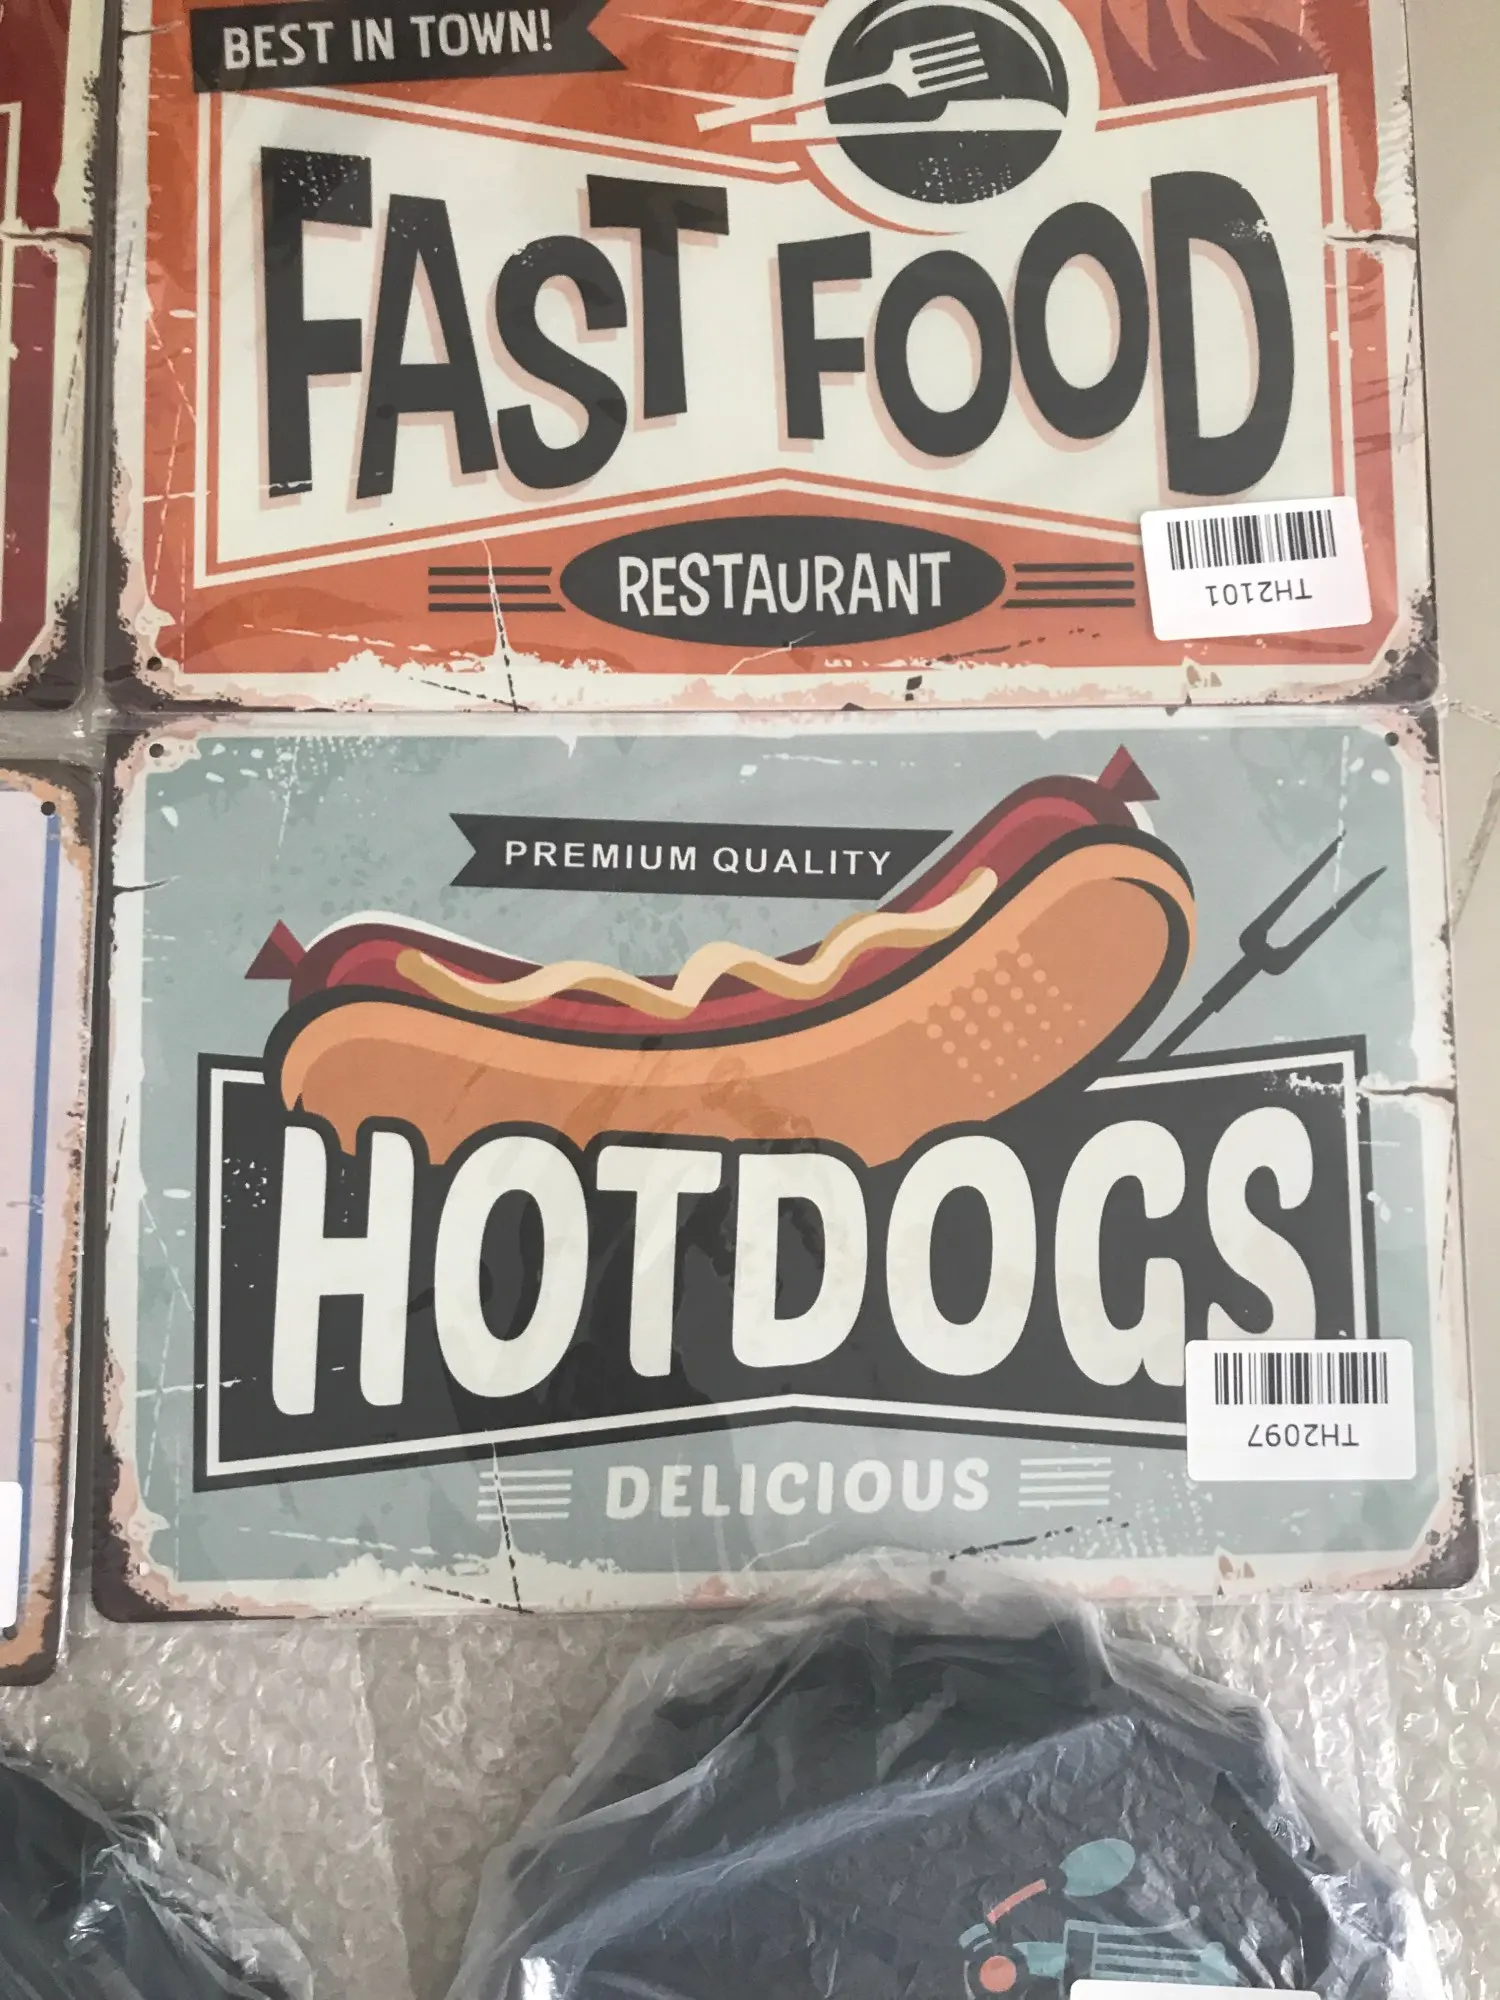 BEST IN TOWN!
FAST FOOD
RESTAURANT
TH2101
PREMIUM QUALITY
HOTDOGS
TH2097
DELICIOUS